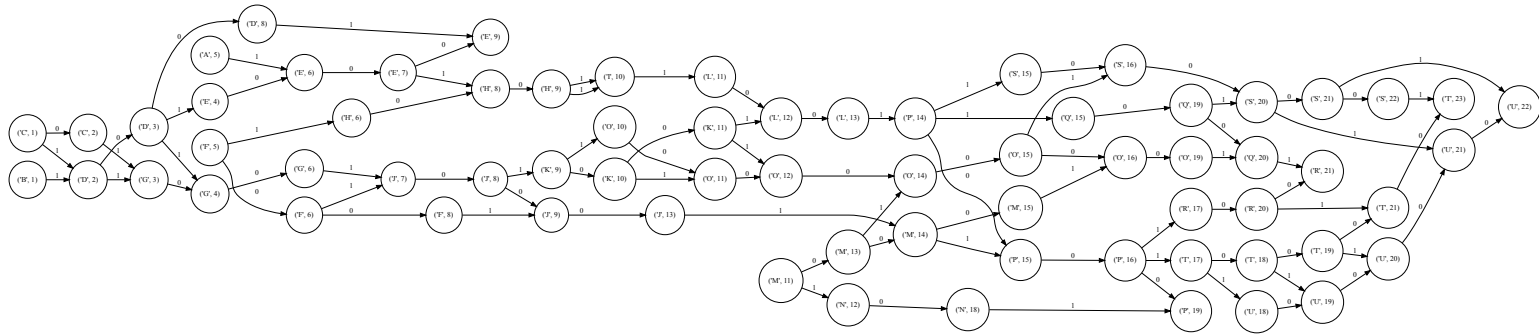 ('D', 8)
('E', 9)
('A', 5)
('E', 6)
('E', 7)
('E', 4)
('H', 8)
('H', 9)
('I', 10)
('L', 11)
('H', 6)
('C', 1)
('C', 2)
('D', 3)
('F', 5)
('B', 1)
('D', 2)
('G', 3)
('G', 4)
('G', 6)
('J', 7)
('J', 8)
('F', 6)
('F', 8)
('J', 9)
('J', 13)
('K', 9)
('O', 10)
('K', 10)
('K', 11)
('O', 11)
('L', 12)
('O', 12)
('L', 13)
('P', 14)
('O', 14)
('M', 11)
('M', 13)
('M', 14)
('N', 12)
('N', 18)
('S', 15)
('S', 16)
('Q', 15)
('O', 15)
('M', 15)
('P', 15)
('O', 16)
('O', 19)
('Q', 19)
('Q', 20)
('S', 20)
('S', 21)
('S', 22)
('T', 23)
('U', 22)
('U', 21)
('R', 21)
('R', 17)
('R', 20)
('P', 16)
('T', 17)
('T', 18)
('T', 19)
('T', 21)
('U', 20)
('P', 19)
('U', 18)
('U', 19)